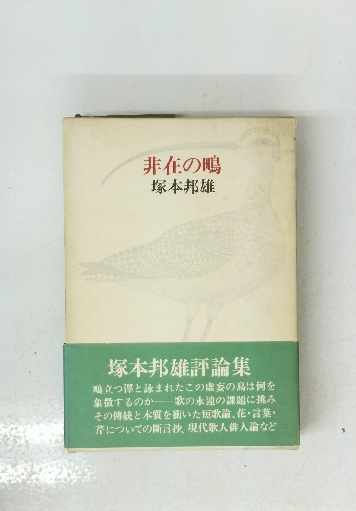 非在の鴫
塚本邦雄
塚本邦雄評論集
鴫立つ澤と詠まれたこの虚妄の鳥は何を
象徴するのか——歌の永遠の課題に挑み
その傳統と本質を衝いた短歌論、花・言葉・
芹についての斷言抄、現代歌人俳人論など